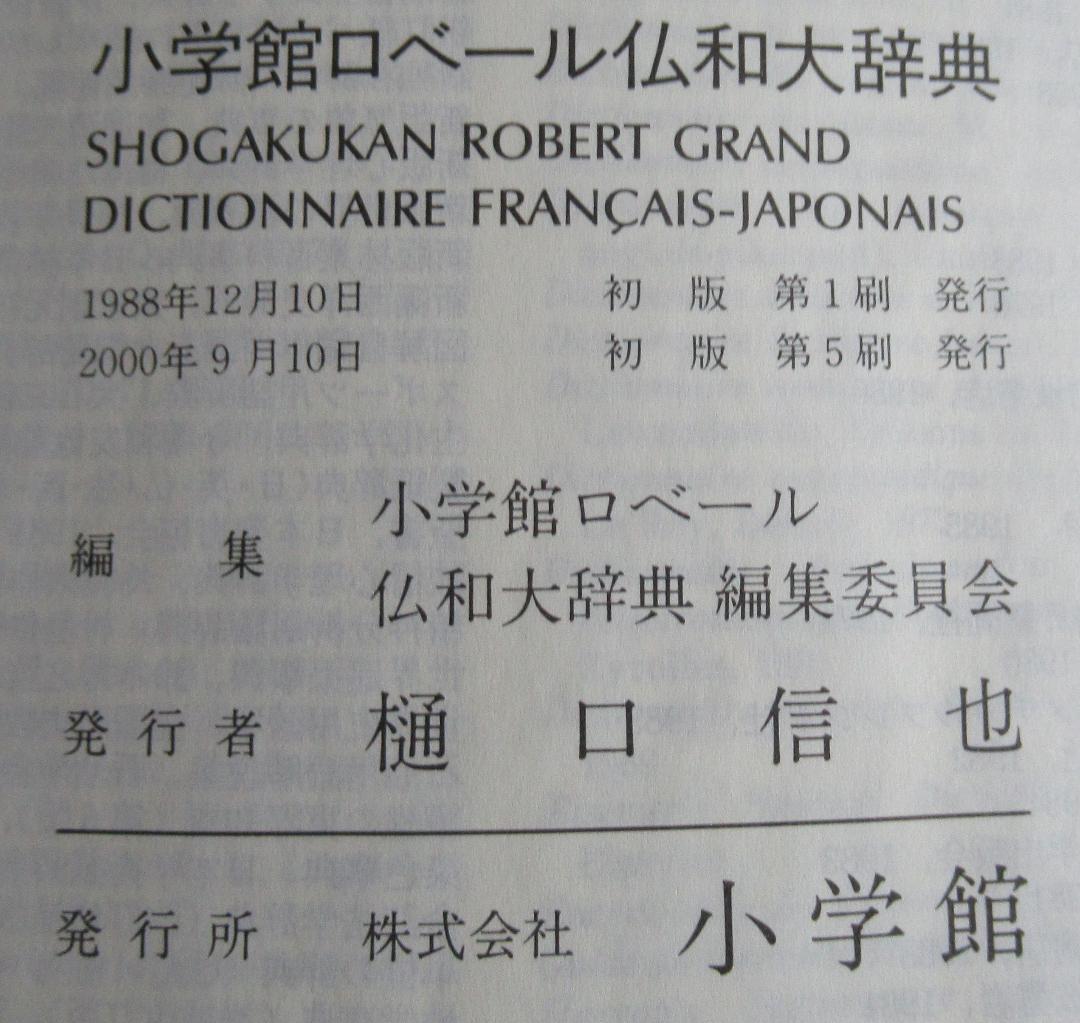 小学館ロベール仏和大辞典
SHOGAKUKAN ROBERT GRAND
DICTIONNAIRE FRANÇAIS-JAPONAIS
1988年12月10日 初版 第1刷 発行
2000年9月10日 初版 第5刷 発行
編集 小学館ロベール
仏和大辞典 編集委員会
発行者 樋口信也
発行所 株式会社 小学館